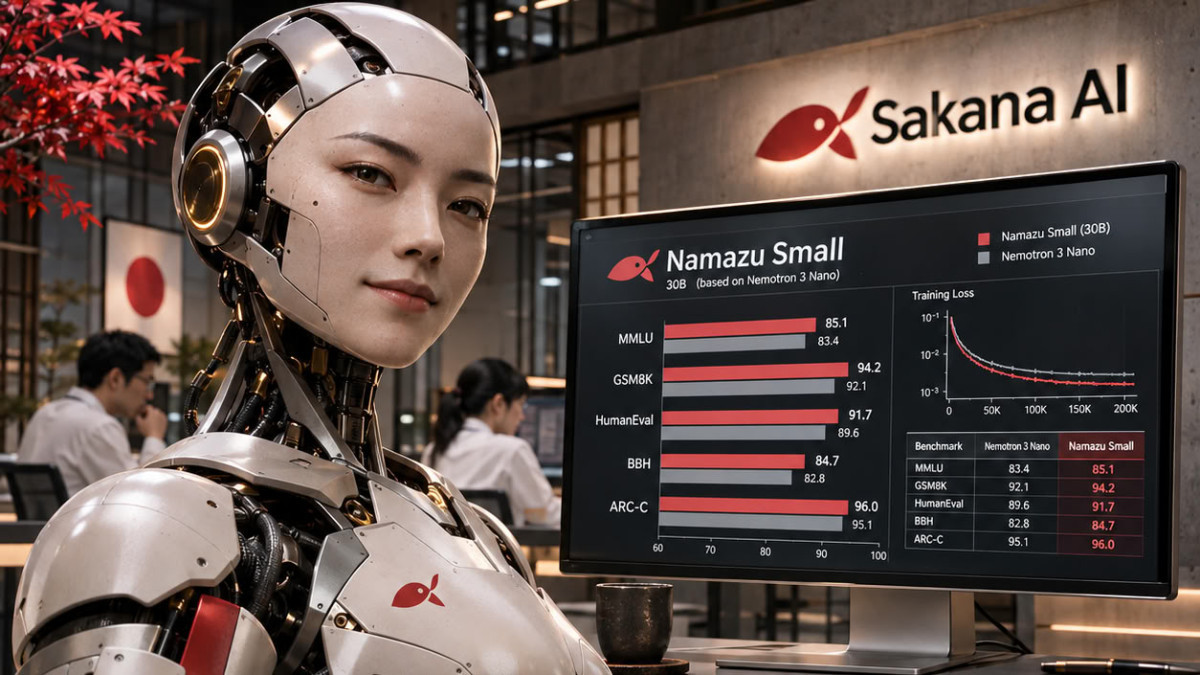 Sakana AI
Namazu Small
30B (based on Nemotron 3 Nano)
Namazu Small (30B)
Nemotron 3 Nano
MMLU
85.1
83.4
GSM8K
94.2
92.1
HumanEval
91.7
89.6
BBH
84.7
82.8
ARC-C
96.0
95.1
60 70 80 90 100
Training Loss
10⁻¹
10⁻²
10⁻³
0 50K 100K 150K 200K
Benchmark Nemotron 3 Nano Namazu Small
MMLU 83.4 85.1
GSM8K 92.1 94.2
HumanEval 89.6 91.7
BBH 82.8 84.7
ARC-C 95.1 96.0